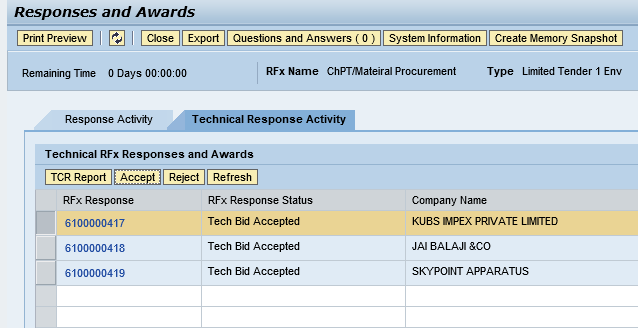 Responses and Awards
Print Preview Close Export Questions and Answers ( 0 ) System Information Create Memory Snapshot
Remaining Time 0 Days 00:00:00 RFx Name ChPT/Mateiral Procurement Type Limited Tender 1 Env
Response Activity Technical Response Activity
Technical RFx Responses and Awards
TCR Report Accept Reject Refresh
RFx Response RFx Response Status Company Name
6100000417 Tech Bid Accepted KUBS IMPEX PRIVATE LIMITED
6100000418 Tech Bid Accepted JAI BALAJI &CO
6100000419 Tech Bid Accepted SKYPOINT APPARATUS